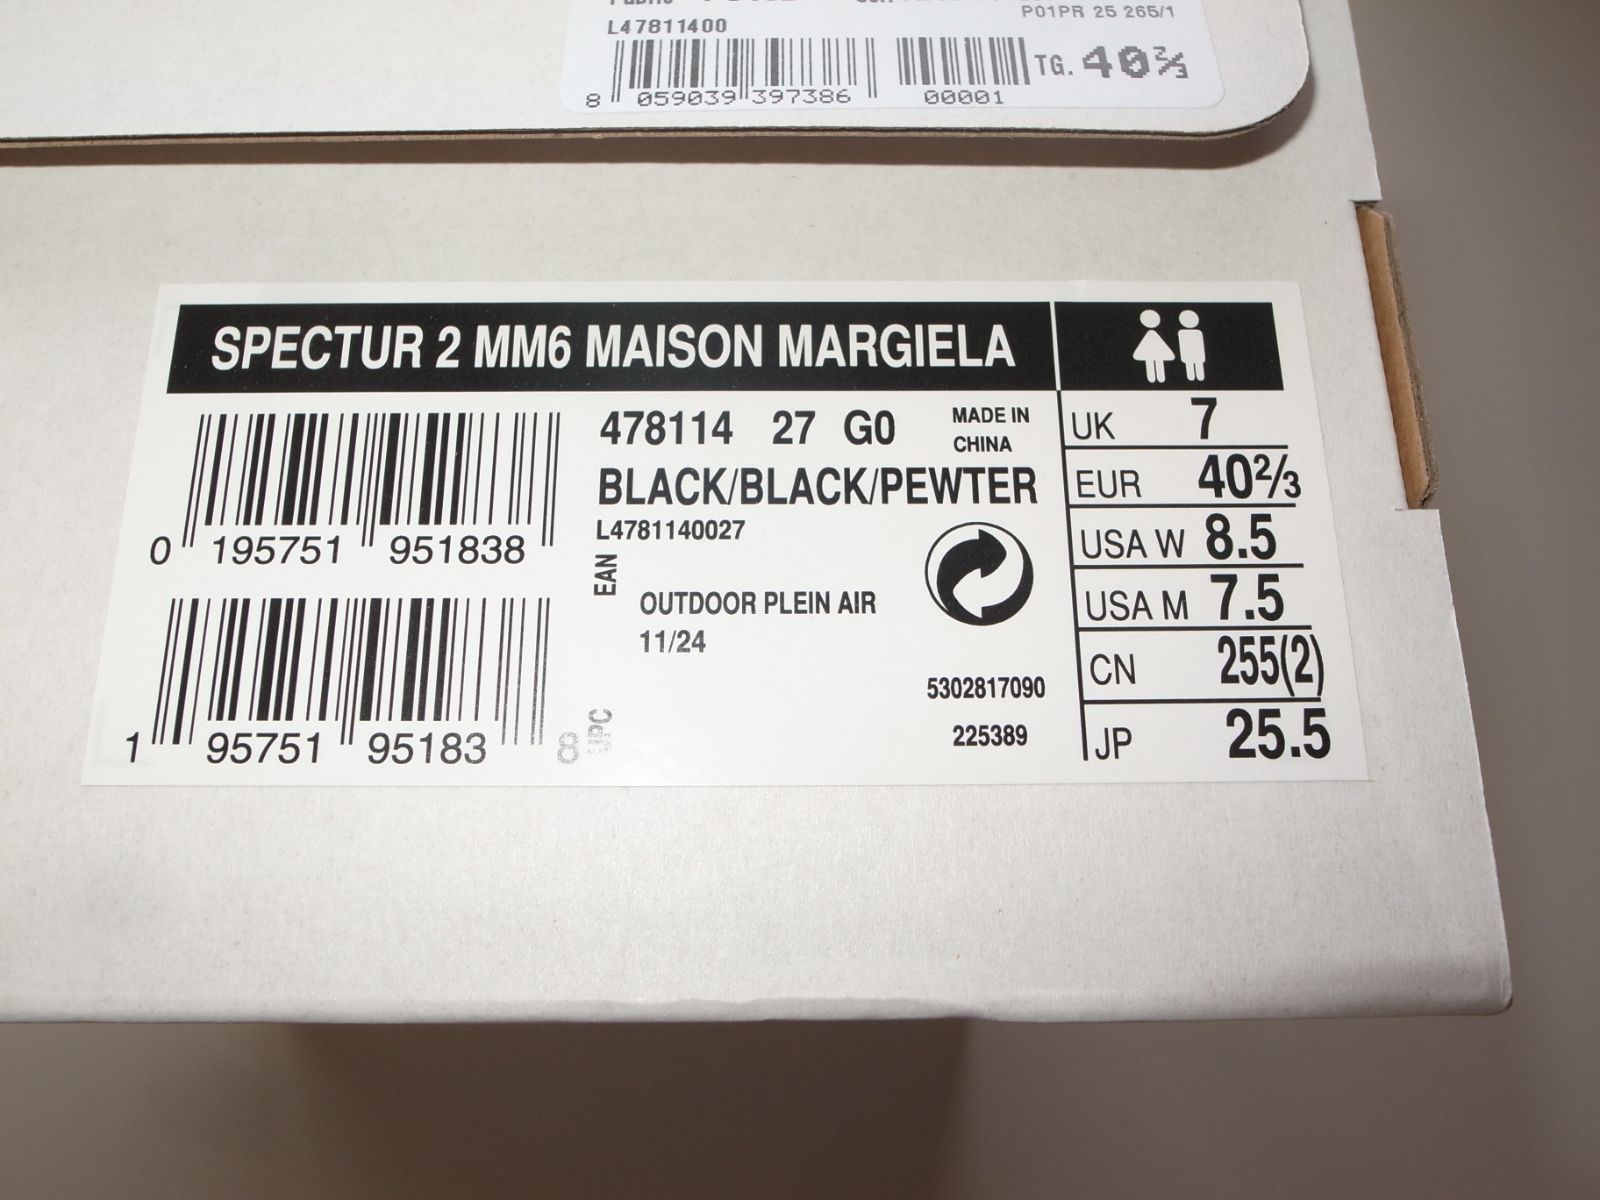 P01PR 25 265/1
L47811400
TG. 40⅔
8 059039 397386 00001
SPECTUR 2 MM6 MAISON MARGIELA
478114 27 G0
MADE IN
CHINA
BLACK/BLACK/PEWTER
L4781140027
0 195751 951838
EAN
OUTDOOR PLEIN AIR
11/24
5302817090
225389
1 95751 95183 8
UPC
UK 7
EUR 40⅔
USA W 8.5
USA M 7.5
CN 255(2)
JP 25.5